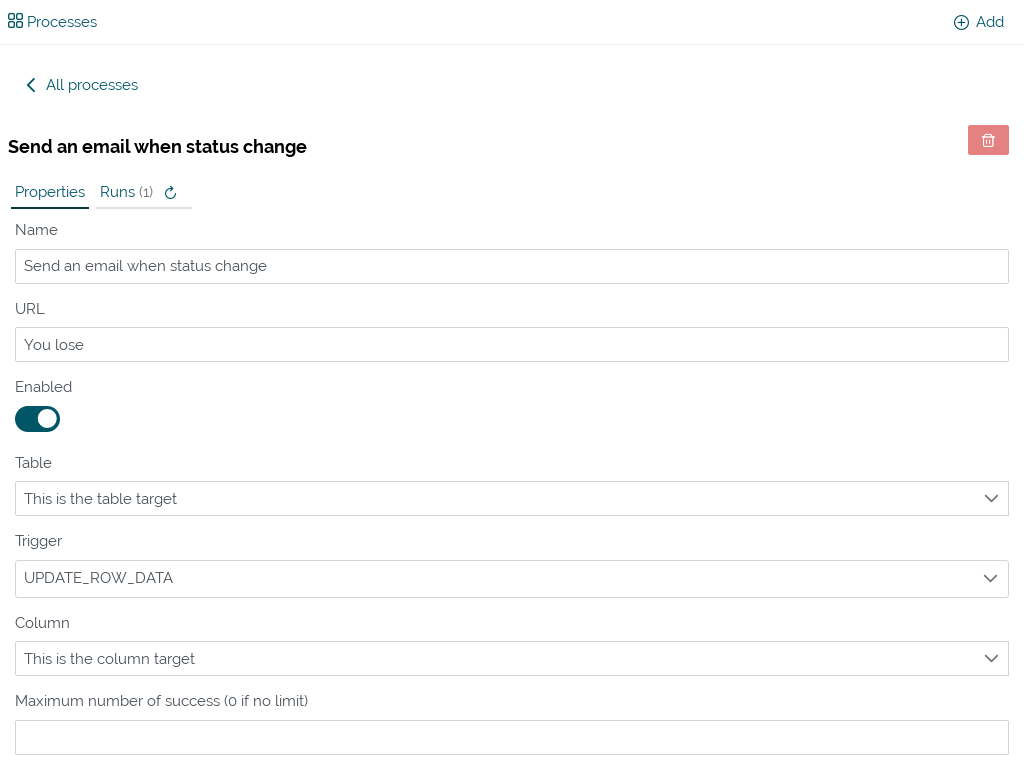 Processes
Add
All processes
Send an email when status change
Properties
Runs (1)
Name
Send an email when status change
URL
You lose
Enabled
Table
This is the table target
Trigger
UPDATE_ROW_DATA
Column
This is the column target
Maximum number of success (0 if no limit)